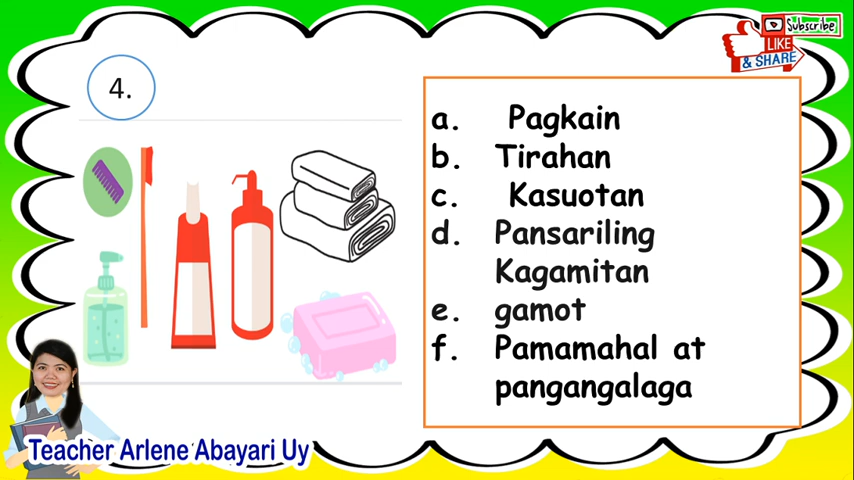 Subscribe
LIKE
& SHARE
4.
a. Pagkain
b. Tirahan
c. Kasuotan
d. Pansariling
Kagamitan
e. gamot
f. Pamamahal at
pangangalaga
Teacher Arlene Abayari Uy